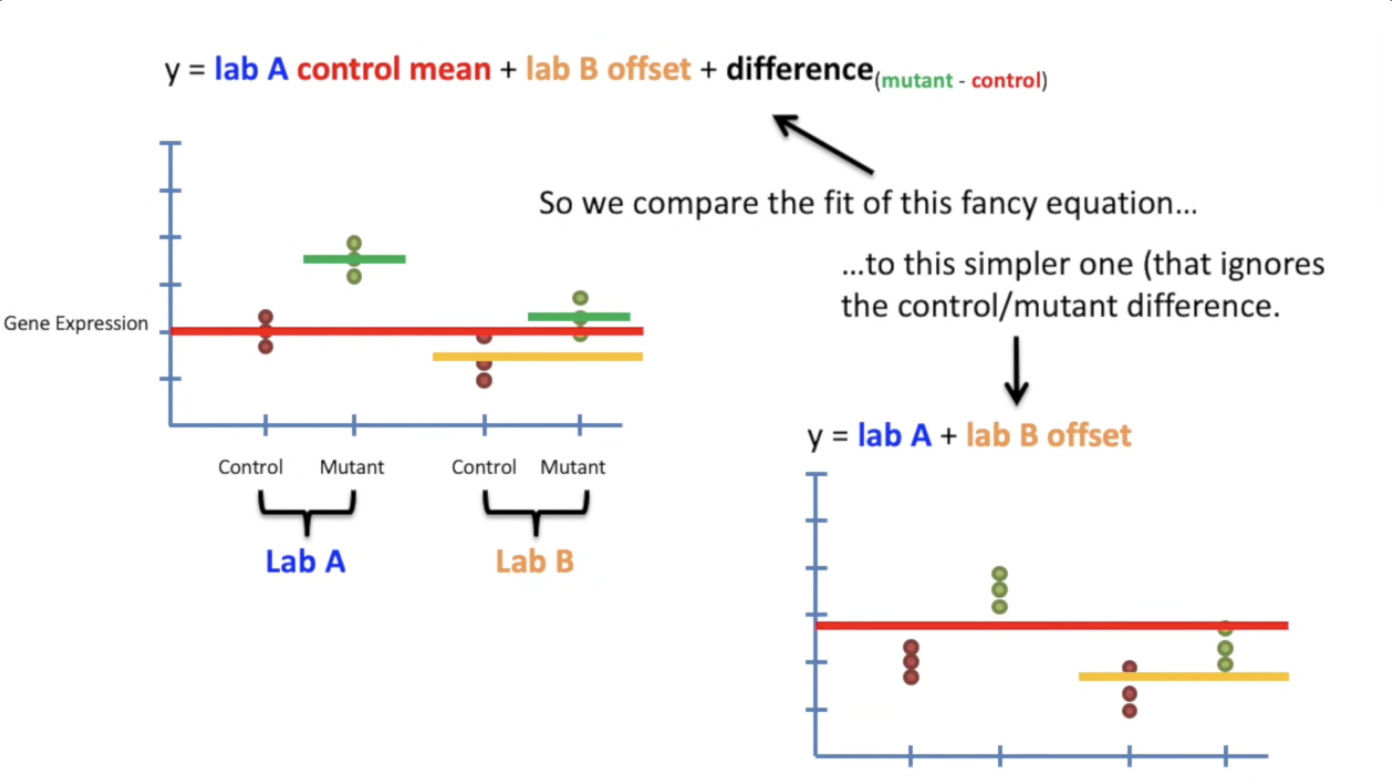 y = lab A control mean + lab B offset + difference(mutant - control)
So we compare the fit of this fancy equation...
...to this simpler one (that ignores
the control/mutant difference.
Gene Expression
y = lab A + lab B offset
Control Mutant Control Mutant
Lab A Lab B